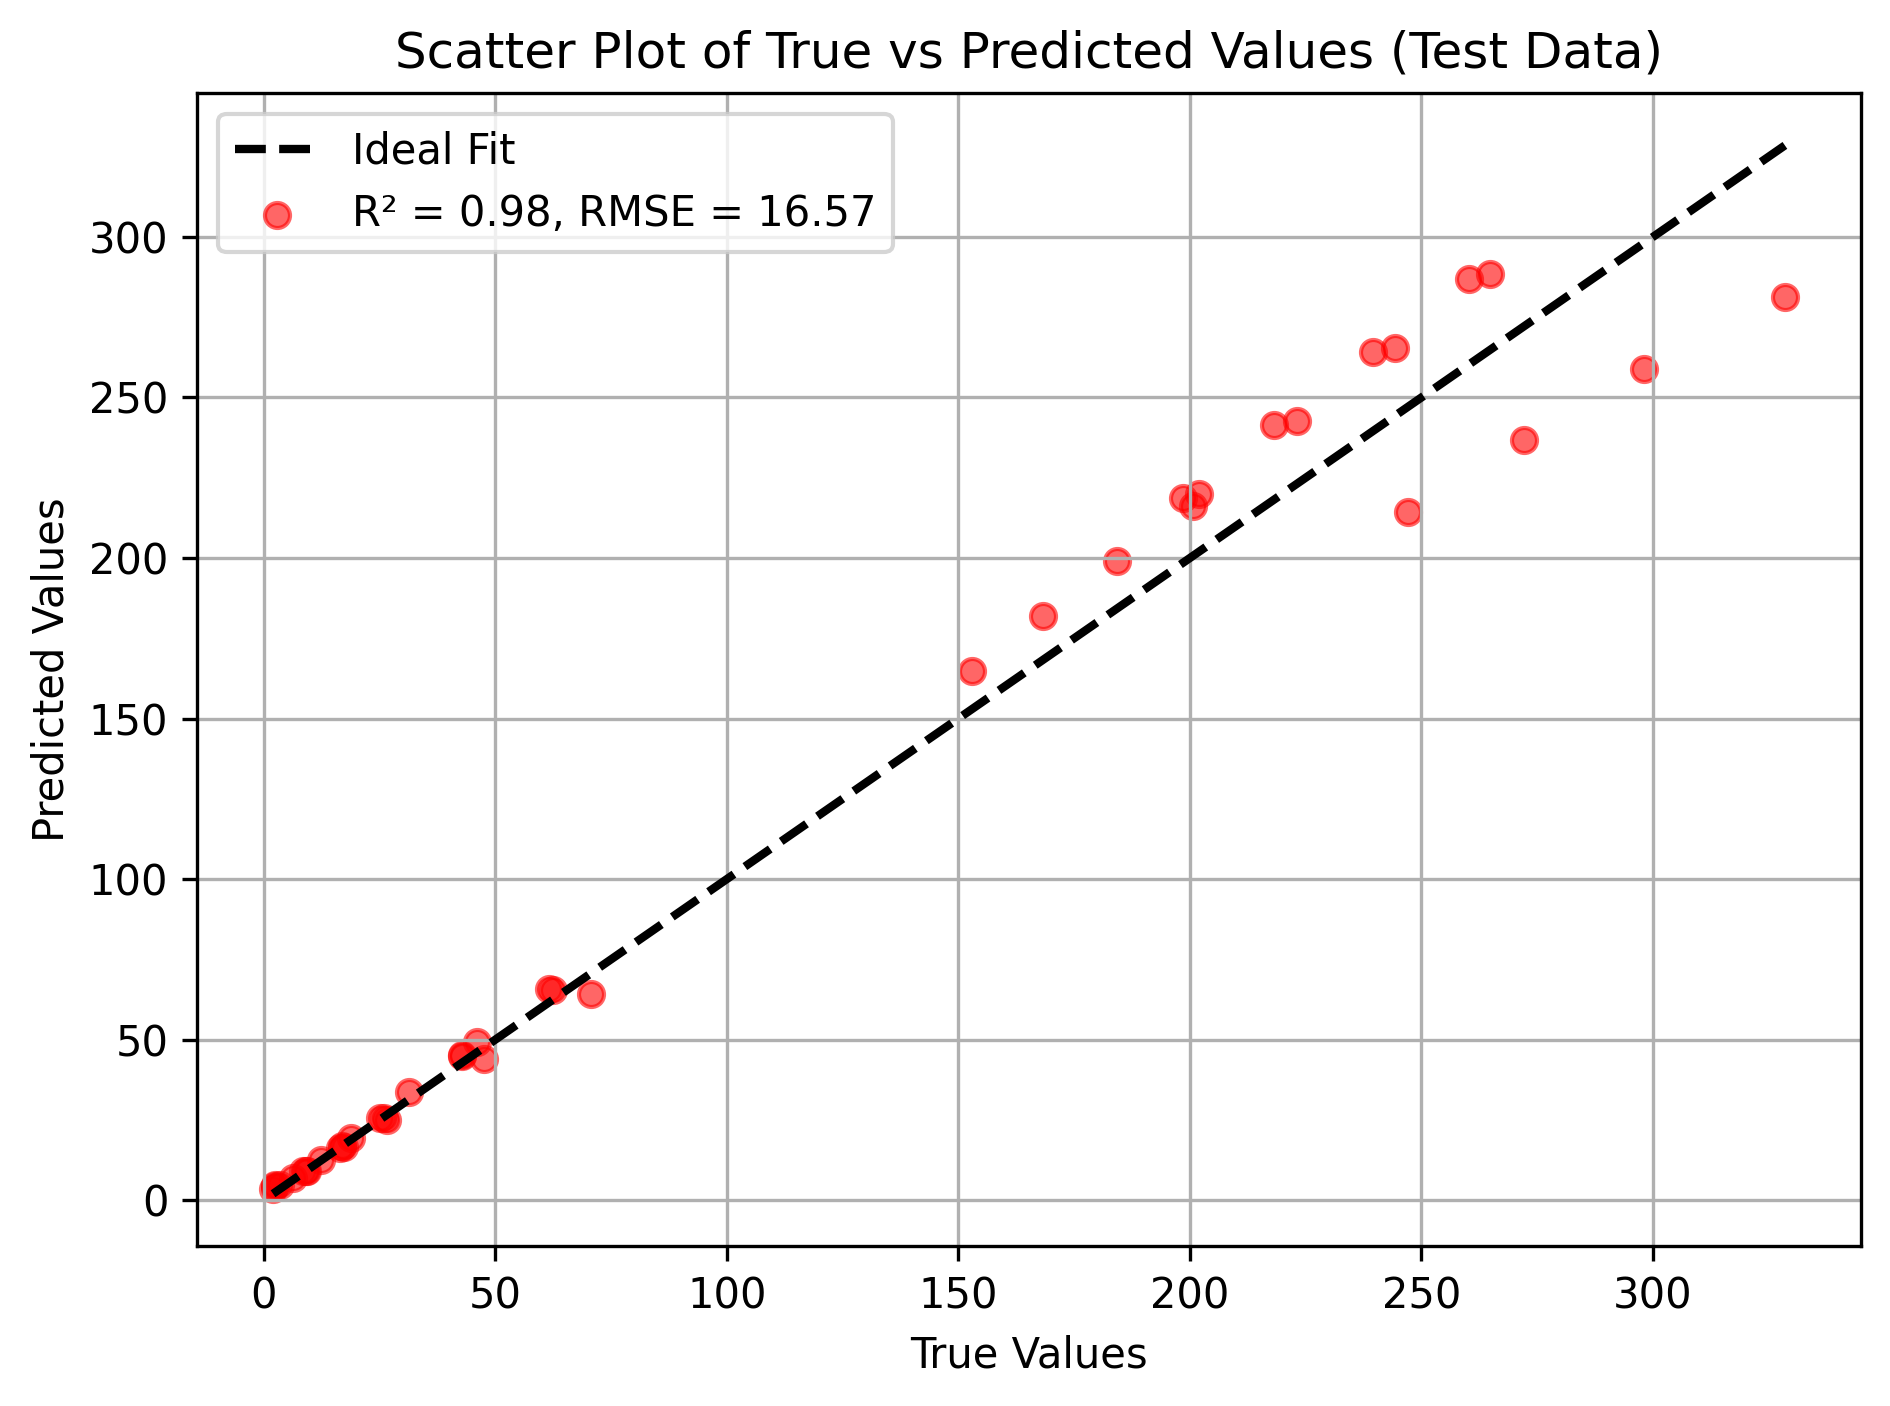 Scatter Plot of True vs Predicted Values (Test Data)
Ideal Fit
R² = 0.98, RMSE = 16.57
Predicted Values
300
250
200
150
100
50
0
0 50 100 150 200 250 300
True Values